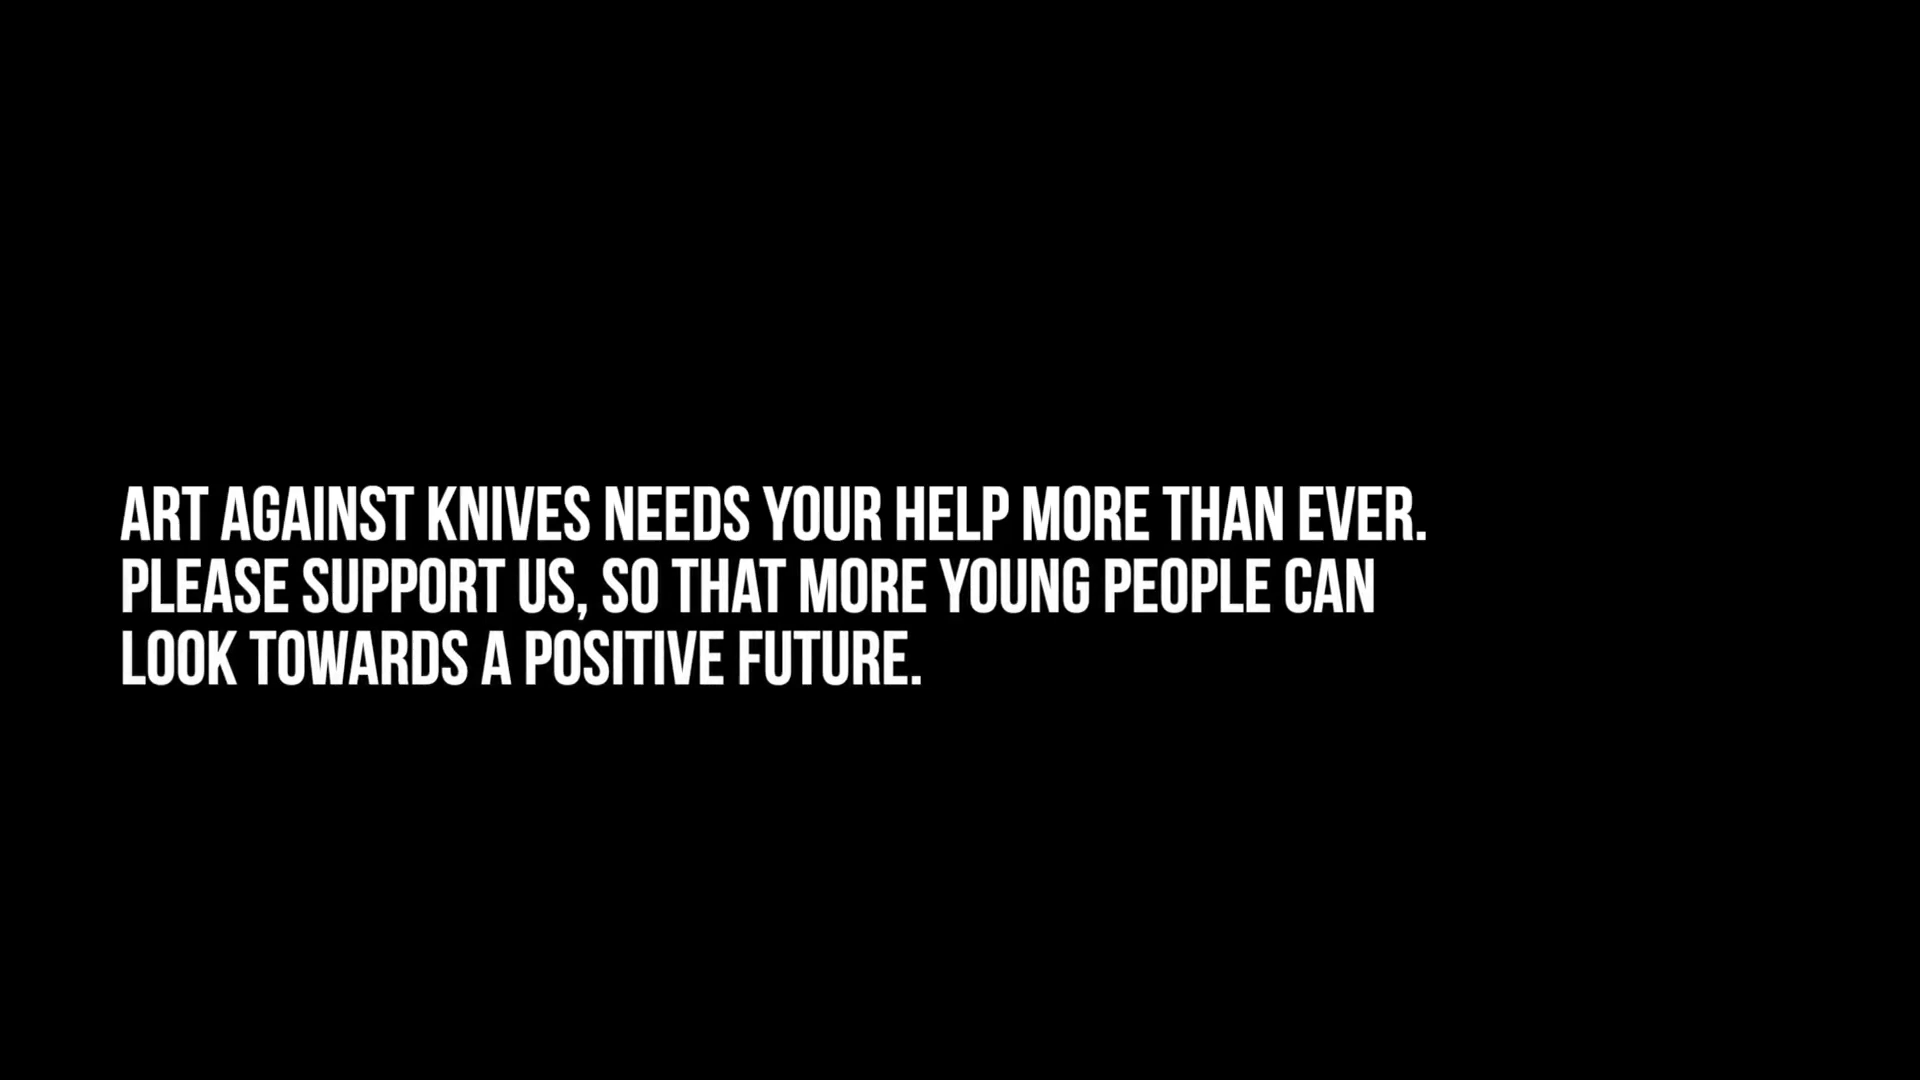 ART AGAINST KNIVES NEEDS YOUR HELP MORE THAN EVER.
PLEASE SUPPORT US, SO THAT MORE YOUNG PEOPLE CAN
LOOK TOWARDS A POSITIVE FUTURE.